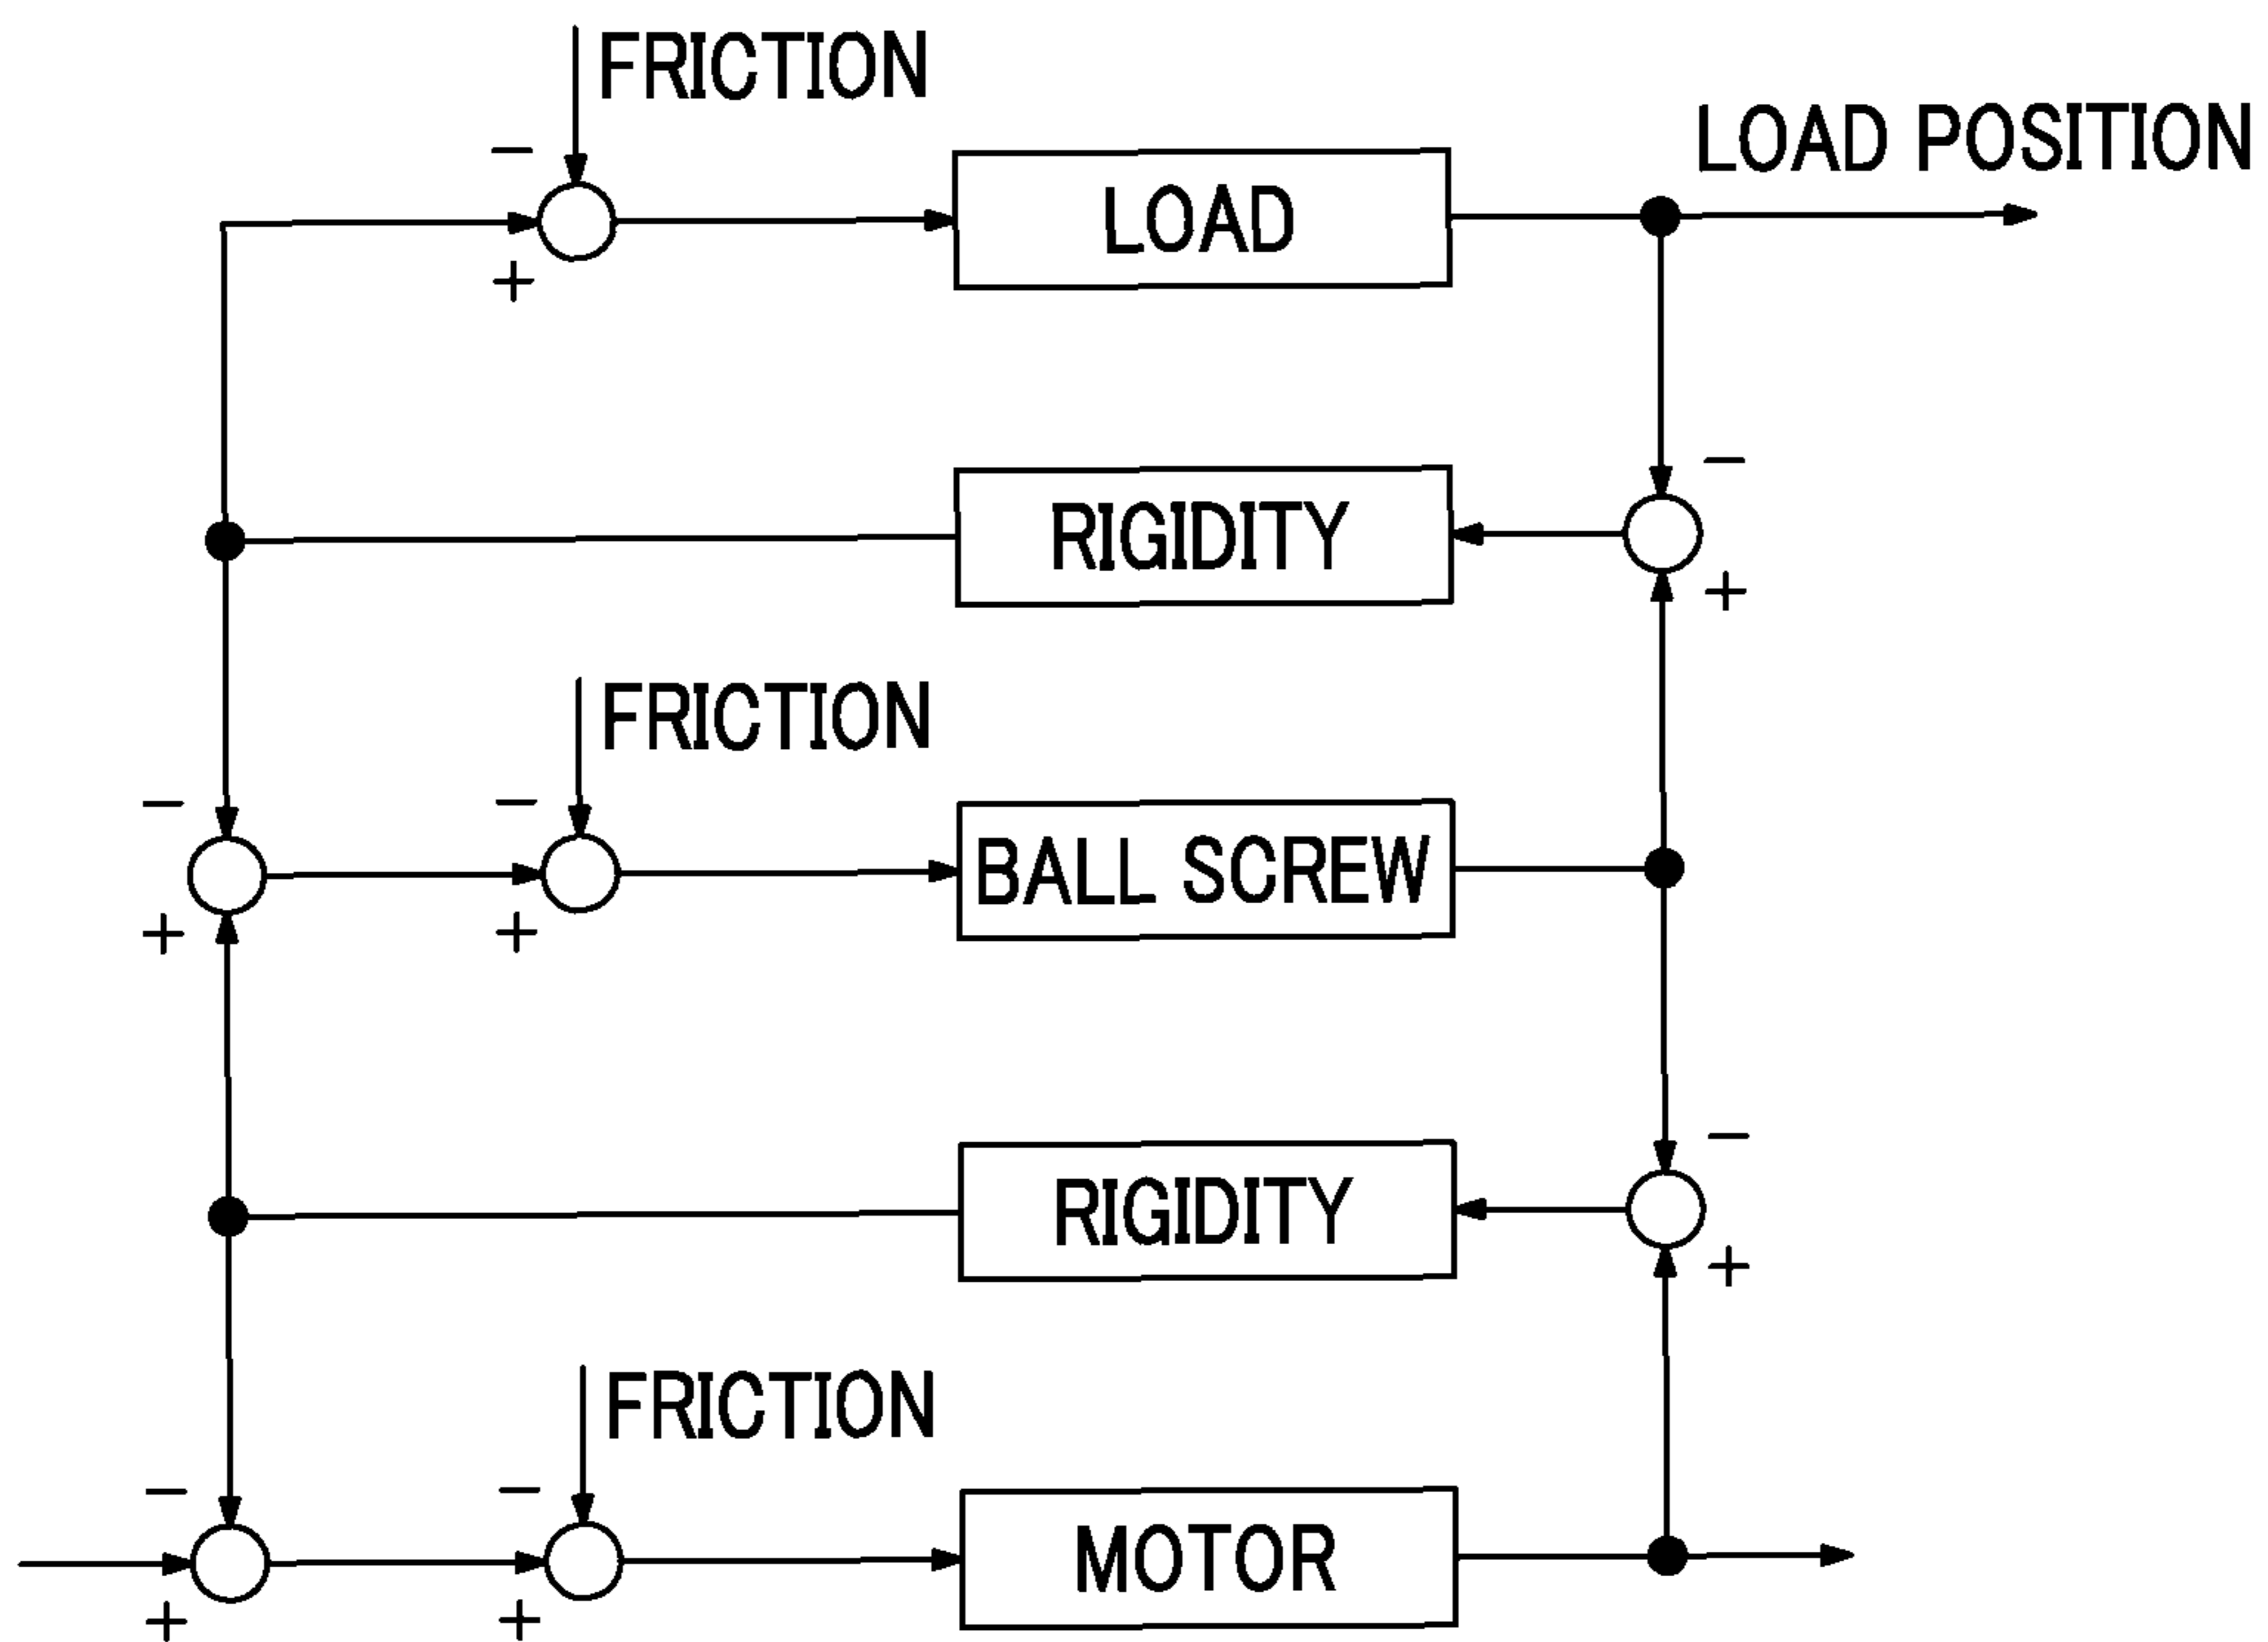 FRICTION
LOAD POSITION
−
LOAD
+
−
RIGIDITY
+
FRICTION
− −
BALL SCREW
+ +
−
RIGIDITY
+
FRICTION
− −
MOTOR
+ +